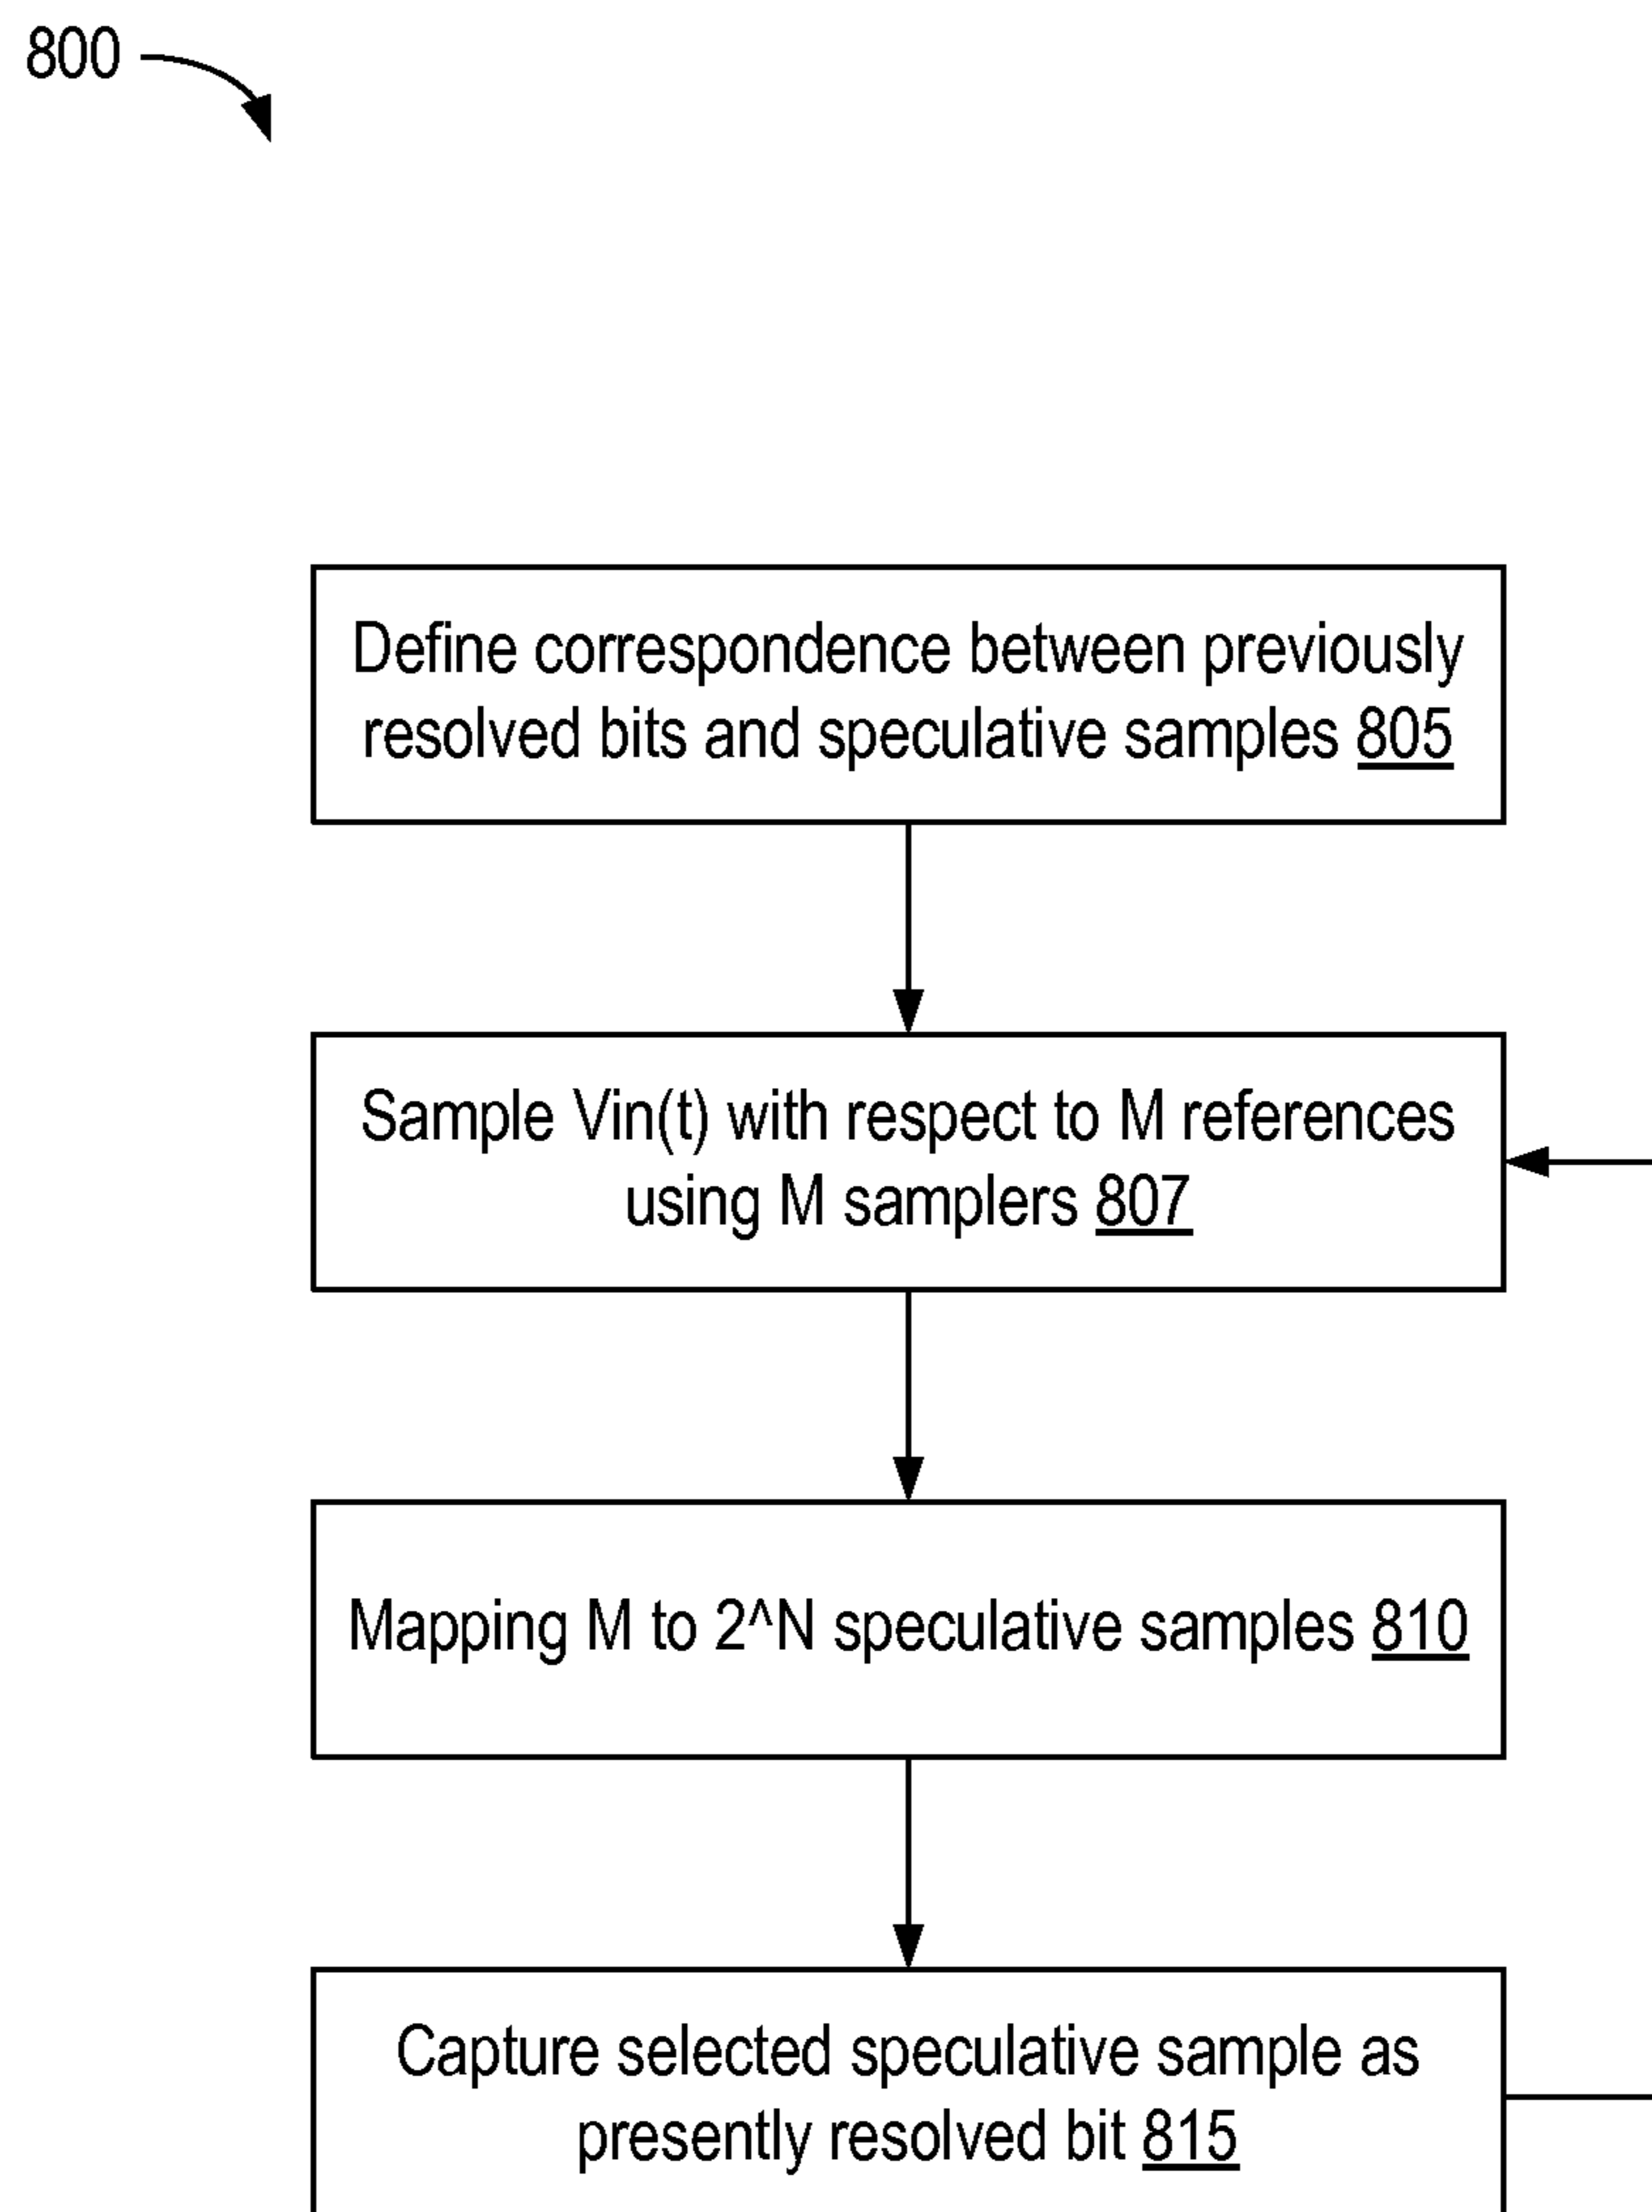 800
Define correspondence between previously
resolved bits and speculative samples 805
Sample Vin(t) with respect to M references
using M samplers 807
Mapping M to 2^N speculative samples 810
Capture selected speculative sample as
presently resolved bit 815